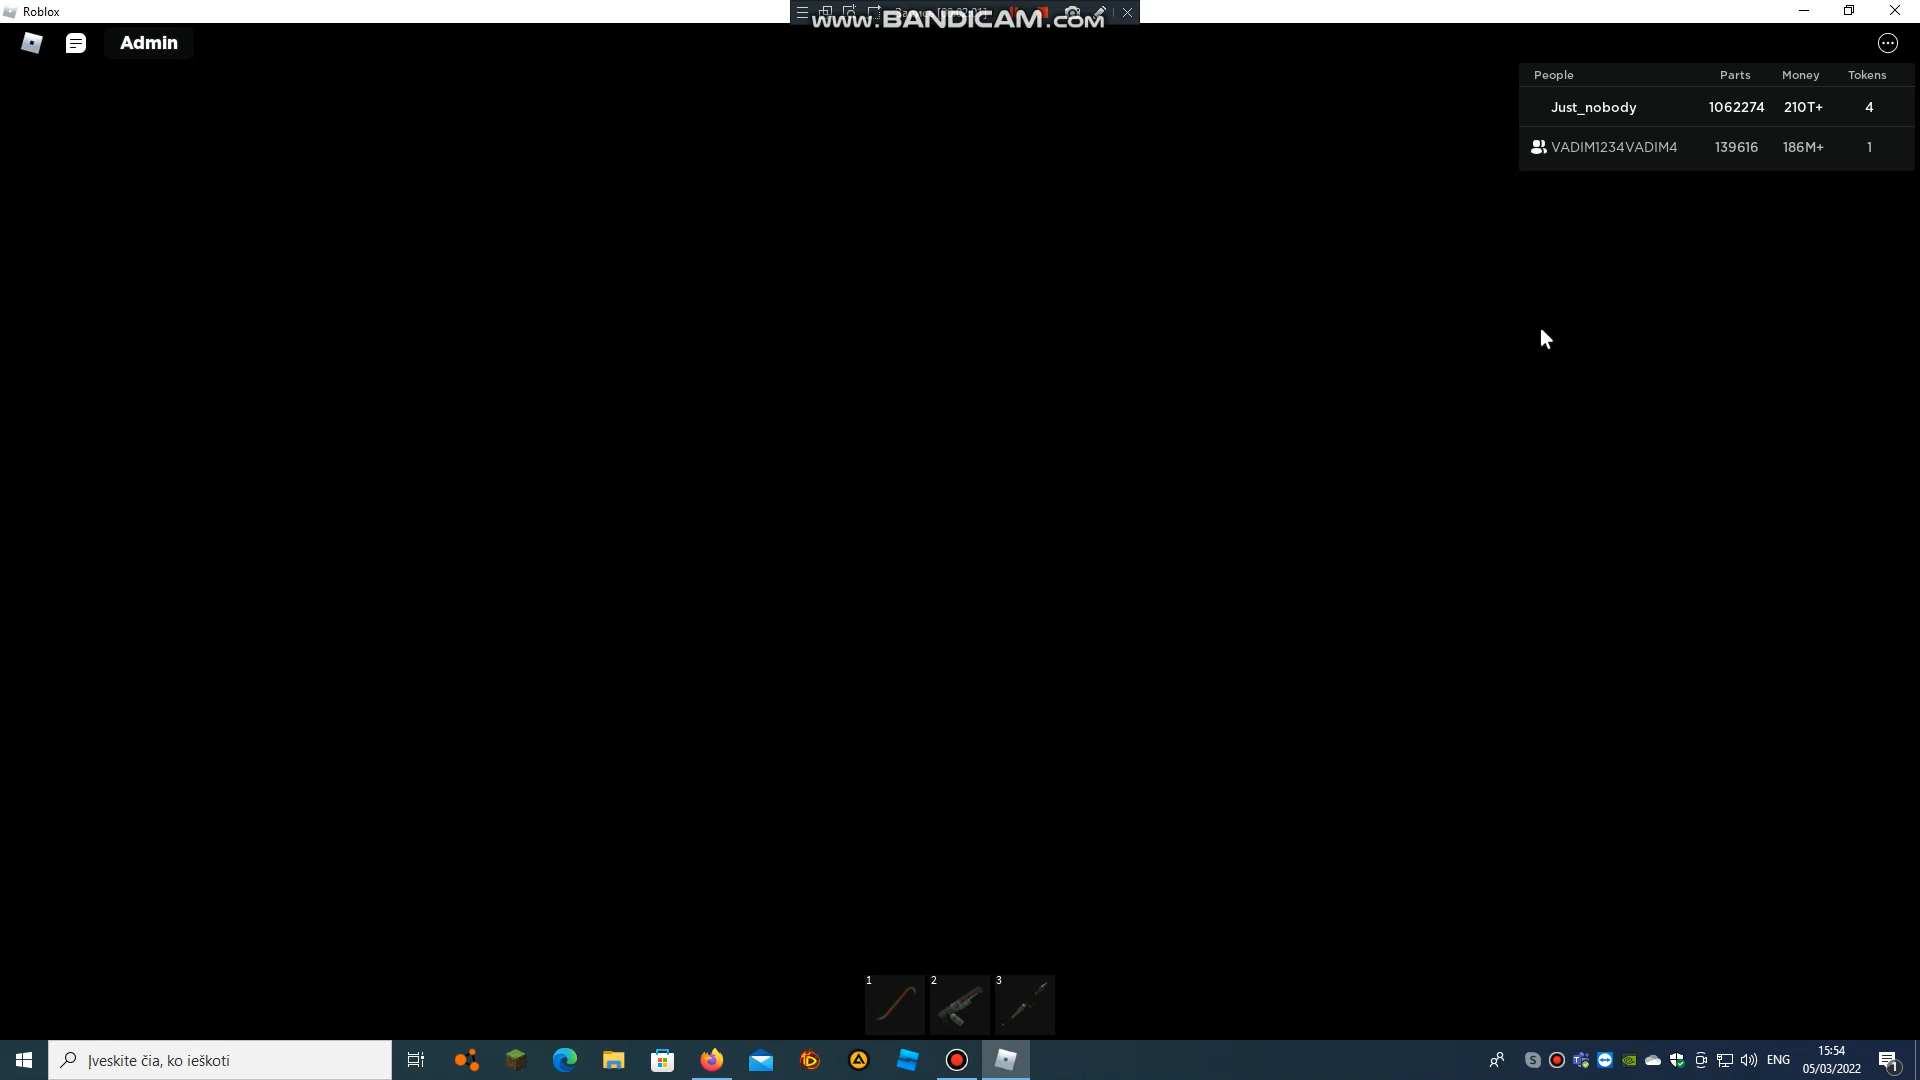 Roblox
www.BANDICAM.com
Admin
People Parts Money Tokens
Just_nobody 1062274 210T+ 4
VADIM1234VADIM4 139616 186M+ 1
1 2 3
Įveskite čia, ko ieškoti
ENG
15:54
05/03/2022
1